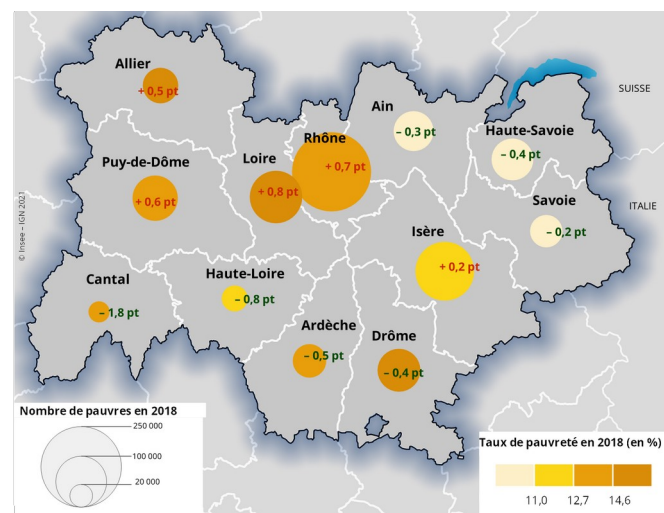 Allier
+ 0,5 pt
Ain
– 0,3 pt
SUISSE
Haute-Savoie
– 0,4 pt
Rhône
+ 0,7 pt
Puy-de-Dôme
+ 0,6 pt
Loire
+ 0,8 pt
Savoie
– 0,2 pt
ITALIE
© Insee – IGN 2021
Isère
+ 0,2 pt
Cantal
– 1,8 pt
Haute-Loire
– 0,8 pt
Ardèche
– 0,5 pt
Drôme
– 0,4 pt
Nombre de pauvres en 2018
250 000
100 000
20 000
Taux de pauvreté en 2018 (en %)
11,0 12,7 14,6